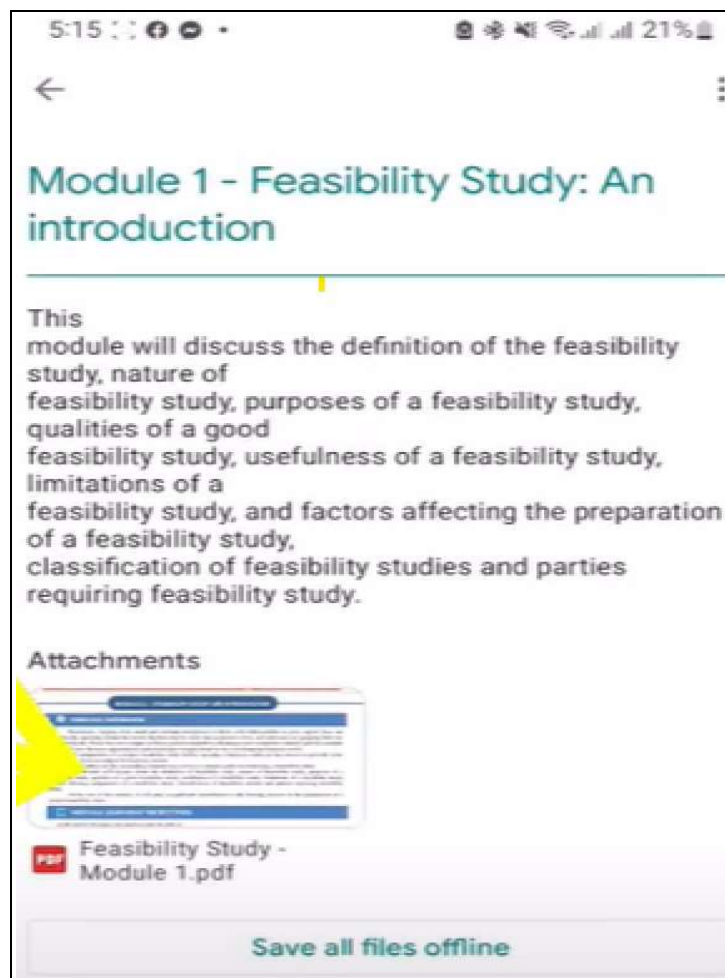 5:15
21%
Module 1 - Feasibility Study: An
introduction
This
module will discuss the definition of the feasibility
study, nature of
feasibility study, purposes of a feasibility study,
qualities of a good
feasibility study, usefulness of a feasibility study,
limitations of a
feasibility study, and factors affecting the preparation
of a feasibility study,
classification of feasibility studies and parties
requiring feasibility study.
Attachments
PDF
Feasibility Study -
Module 1.pdf
Save all files offline